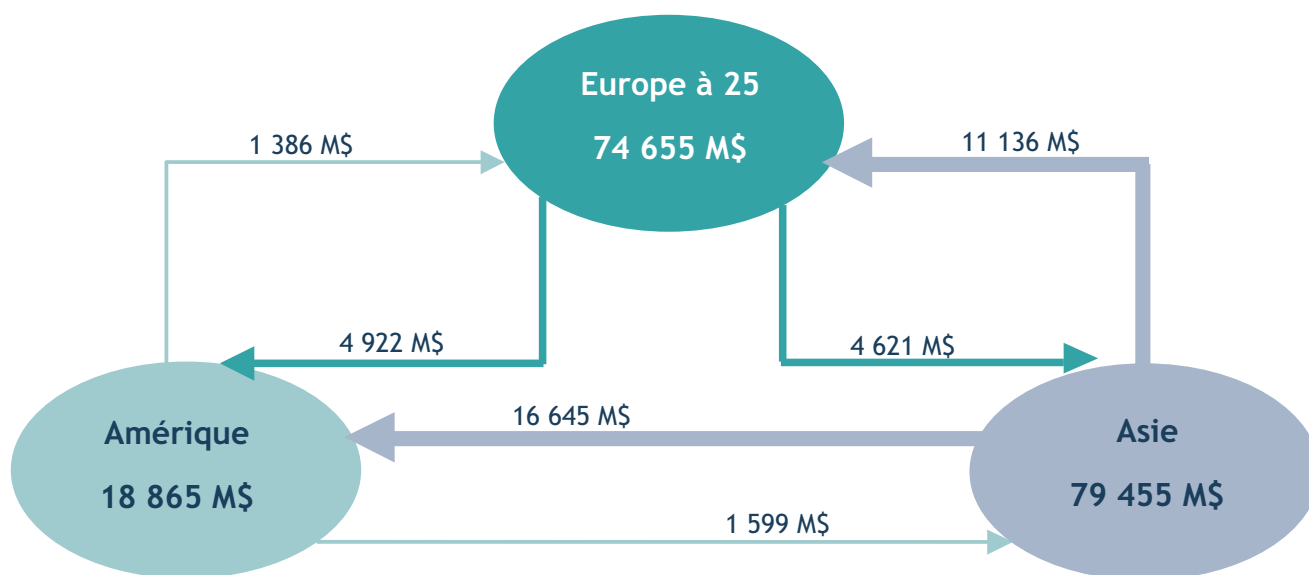 Europe à 25
74 655 M$
1 386 M$
11 136 M$
4 922 M$
4 621 M$
16 645 M$
Amérique
18 865 M$
Asie
79 455 M$
1 599 M$